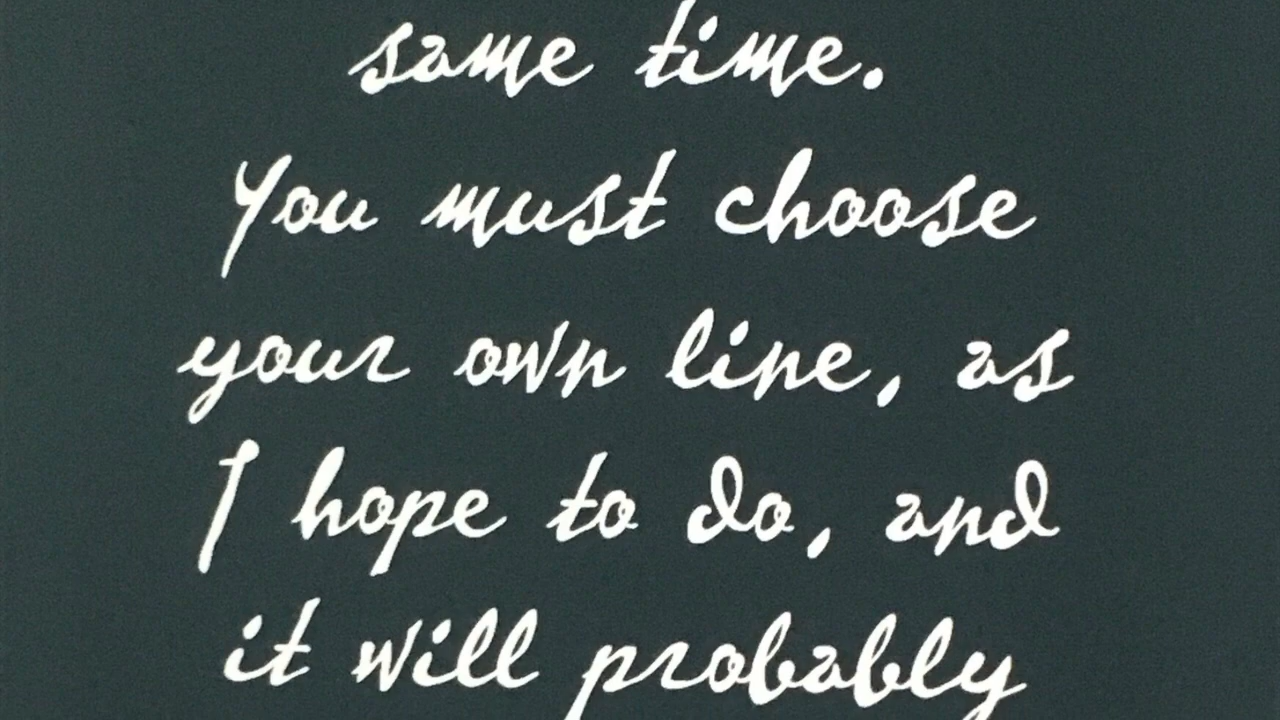 same time.
You must choose
your own line, as
I hope to do, and
it will probably